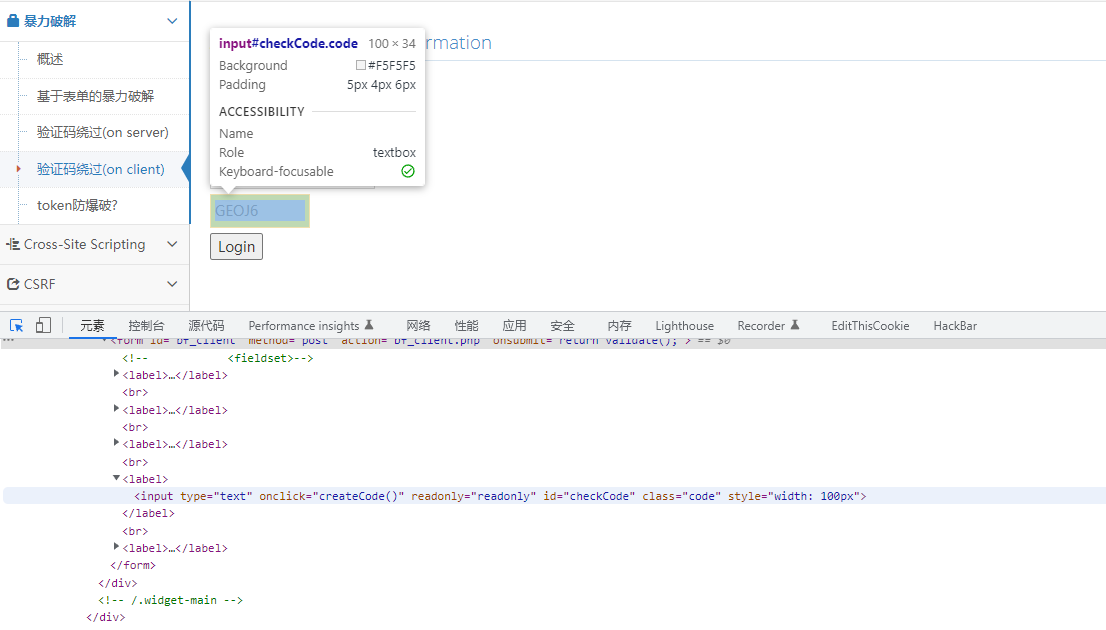 暴力破解
概述
基于表单的暴力破解
验证码绕过(on server)
验证码绕过(on client)
token防爆破?
Cross-Site Scripting
CSRF
rmation
input#checkCode.code 100 × 34
Background #F5F5F5
Padding 5px 4px 6px
ACCESSIBILITY
Name
Role textbox
Keyboard-focusable
GEOJ6
Login
元素 控制台 源代码 Performance insights 网络 性能 应用 安全 内存 Lighthouse Recorder EditThisCookie HackBar
<form id="bf_client" method="post" action="bf_client.php" onsubmit="return validate();"> == $0
<!-- <fieldset>-->
<label>…</label>
<br>
<label>…</label>
<br>
<label>…</label>
<br>
<label>
<input type="text" onclick="createCode()" readonly="readonly" id="checkCode" class="code" style="width: 100px">
</label>
<br>
<label>…</label>
</form>
</div>
<!-- /.widget-main -->
</div>